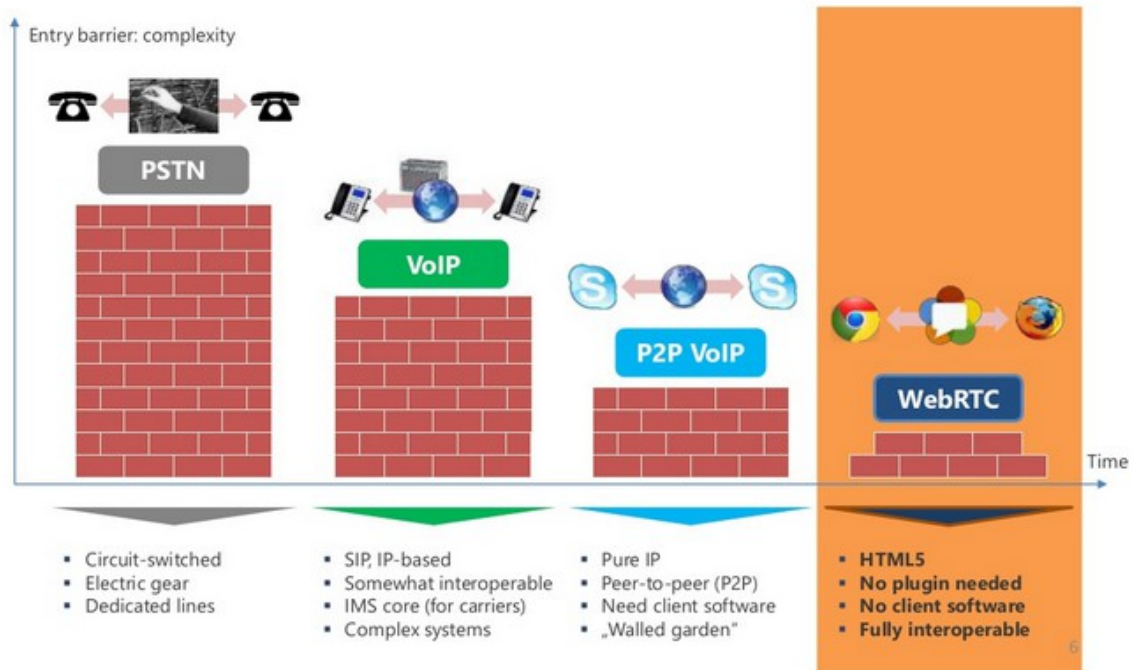 Entry barrier: complexity
PSTN
VoIP
P2P VoIP
WebRTC
Time
▪ Circuit-switched
▪ Electric gear
▪ Dedicated lines
▪ SIP, IP-based
▪ Somewhat interoperable
▪ IMS core (for carriers)
▪ Complex systems
▪ Pure IP
▪ Peer-to-peer (P2P)
▪ Need client software
▪ „Walled garden“
▪ HTML5
▪ No plugin needed
▪ No client software
▪ Fully interoperable
6